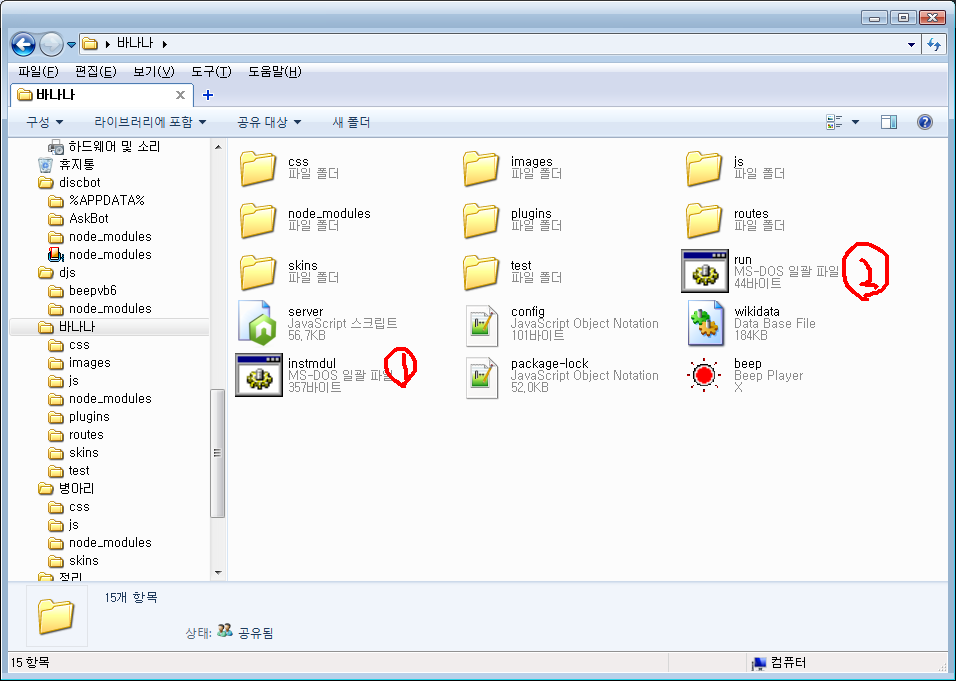 바나나
파일(F) 편집(E) 보기(V) 도구(T) 도움말(H)
바나나
구성 라이브러리에 포함 공유 대상 새 폴더
하드웨어 및 소리
휴지통
discbot
%APPDATA%
AskBot
node_modules
node_modules
djs
beepvb6
node_modules
바나나
css
images
js
node_modules
plugins
routes
skins
test
병아리
css
js
node_modules
skins
정리
css
파일 폴더
images
파일 폴더
js
파일 폴더
node_modules
파일 폴더
plugins
파일 폴더
routes
파일 폴더
skins
파일 폴더
test
파일 폴더
run
MS-DOS 일괄 파일
44바이트
2
server
JavaScript 스크립트
56,7KB
config
JavaScript Object Notation
101바이트
wikidata
Data Base File
184KB
instmdul
MS-DOS 일괄 파일
357바이트
1
package-lock
JavaScript Object Notation
52,0KB
beep
Beep Player
X
15개 항목
상태: 공유됨
15 항목
컴퓨터